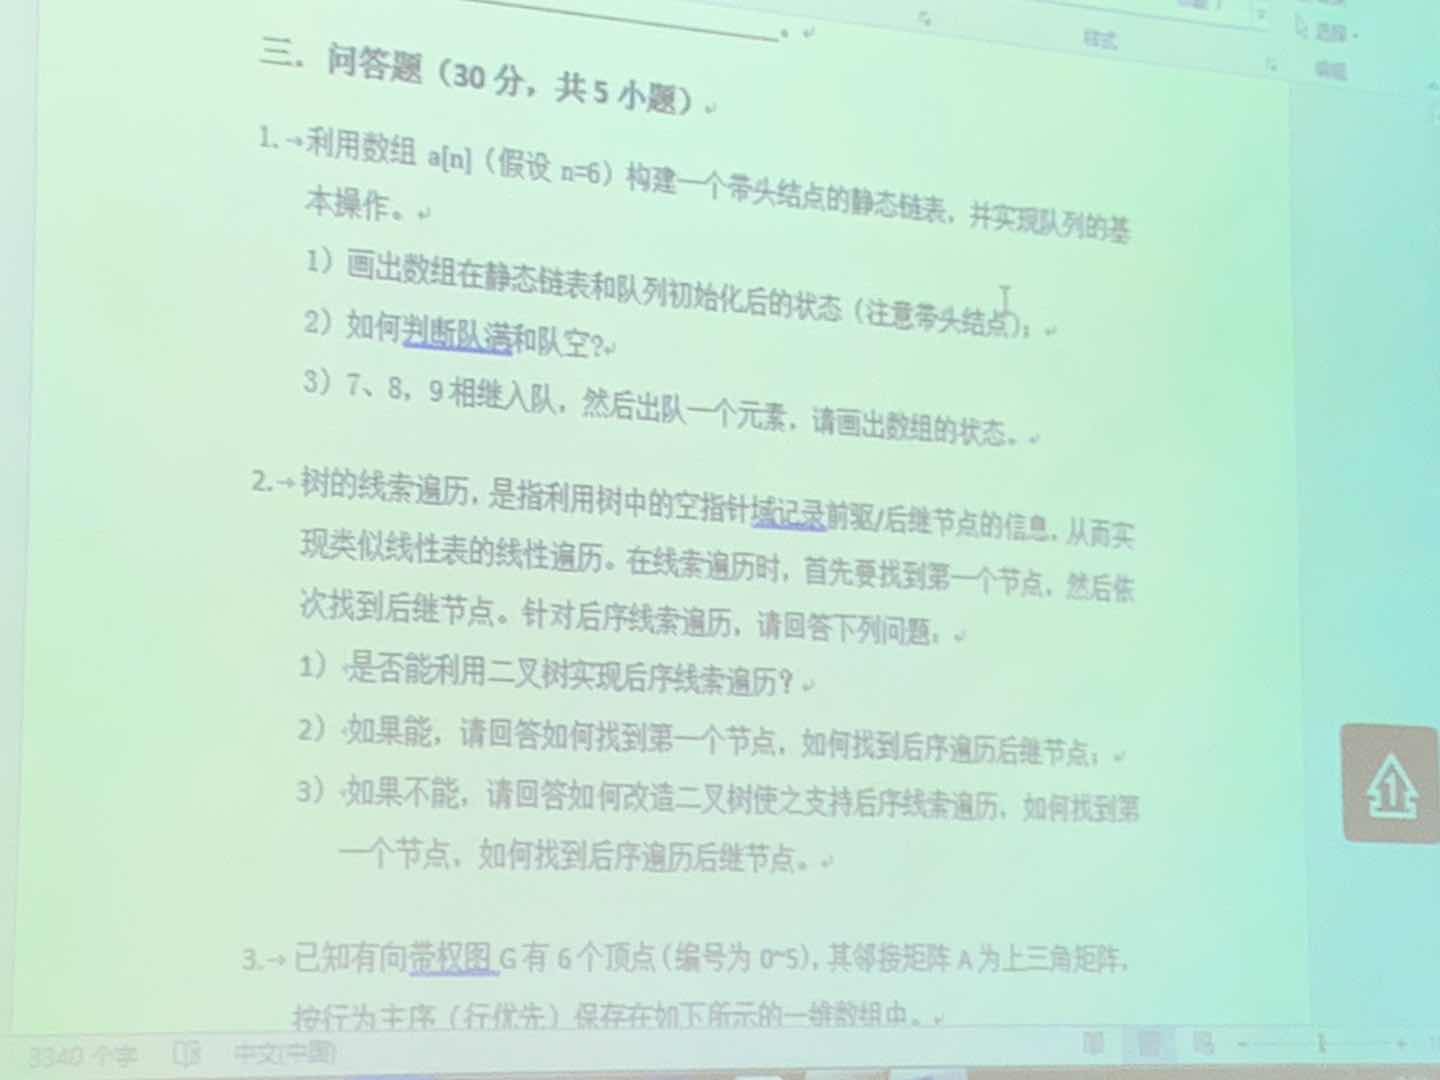 样式
选择
编辑
三. 问答题（30 分，共 5 小题）
1. 利用数组 a[n]（假设 n=6）构建一个带头结点的静态链表，并实现队列的基
本操作。
1）画出数组在静态链表和队列初始化后的状态（注意带头结点）；
2）如何判断队满和队空?
3）7、8，9 相继入队，然后出队一个元素，请画出数组的状态。
2. 树的线索遍历，是指利用树中的空指针域记录前驱/后继节点的信息，从而实
现类似线性表的线性遍历。在线索遍历时，首先要找到第一个节点，然后依
次找到后继节点。针对后序线索遍历，请回答下列问题：
1）是否能利用二叉树实现后序线索遍历？
2）如果能，请回答如何找到第一个节点，如何找到后序遍历后继节点；
3）如果不能，请回答如何改造二叉树使之支持后序线索遍历，如何找到第
一个节点，如何找到后序遍历后继节点。
3. 已知有向带权图 G 有 6 个顶点（编号为 0~5），其邻接矩阵 A 为上三角矩阵，
按行为主序（行优先）保存在如下所示的一维数组中。
3340 个字 中文(中国)